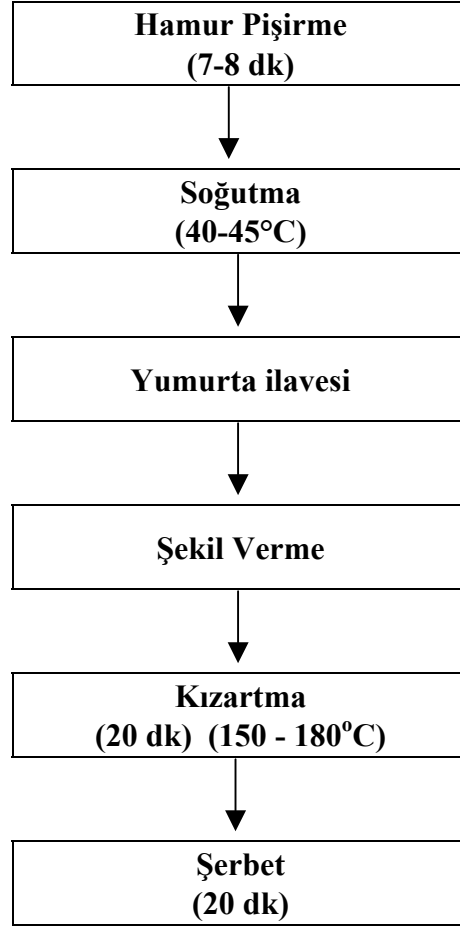 Hamur Pişirme
(7-8 dk)
Soğutma
(40-45°C)
Yumurta ilavesi
Şekil Verme
Kızartma
(20 dk) (150 - 180°C)
Şerbet
(20 dk)